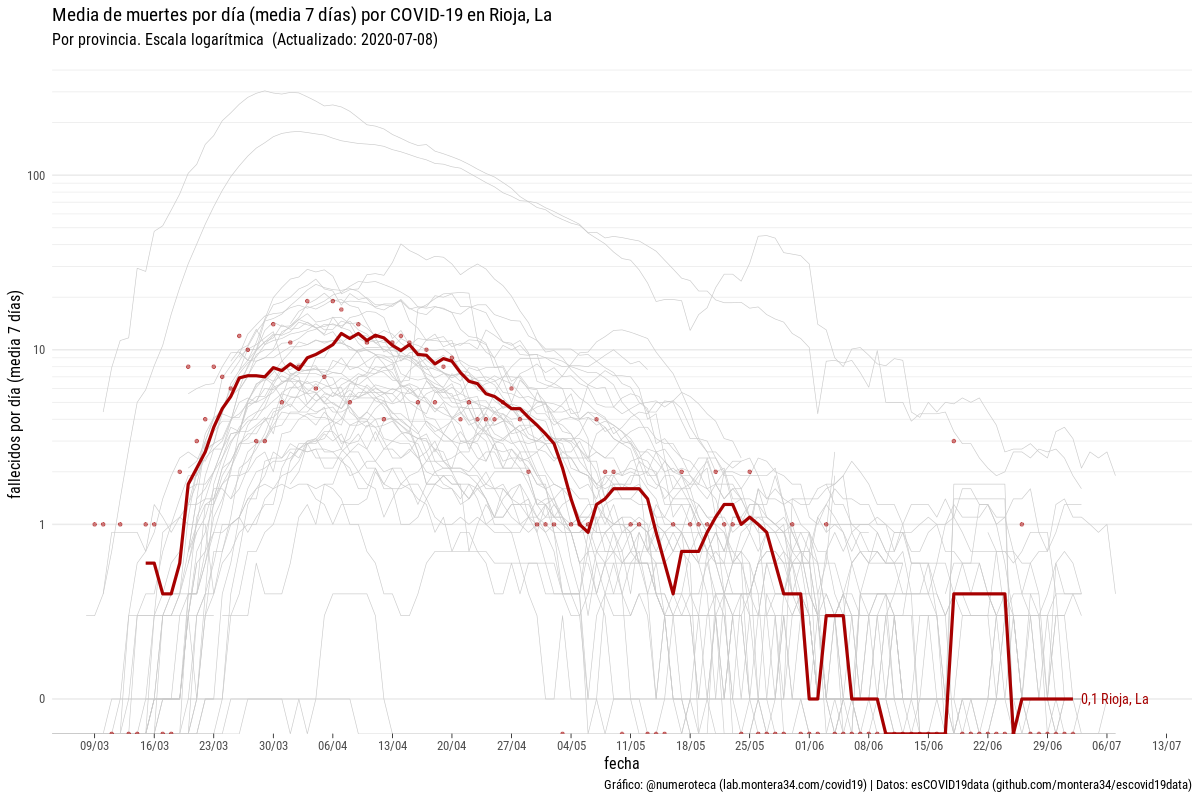 Media de muertes por día (media 7 días) por COVID-19 en Rioja, La
Por provincia. Escala logarítmica (Actualizado: 2020-07-08)
fallecidos por día (media 7 días)
100
10
1
0
0,1 Rioja, La
09/03 16/03 23/03 30/03 06/04 13/04 20/04 27/04 04/05 11/05 18/05 25/05 01/06 08/06 15/06 22/06 29/06 06/07 13/07
fecha
Gráfico: @numeroteca (lab.montera34.com/covid19) | Datos: esCOVID19data (github.com/montera34/escovid19data)